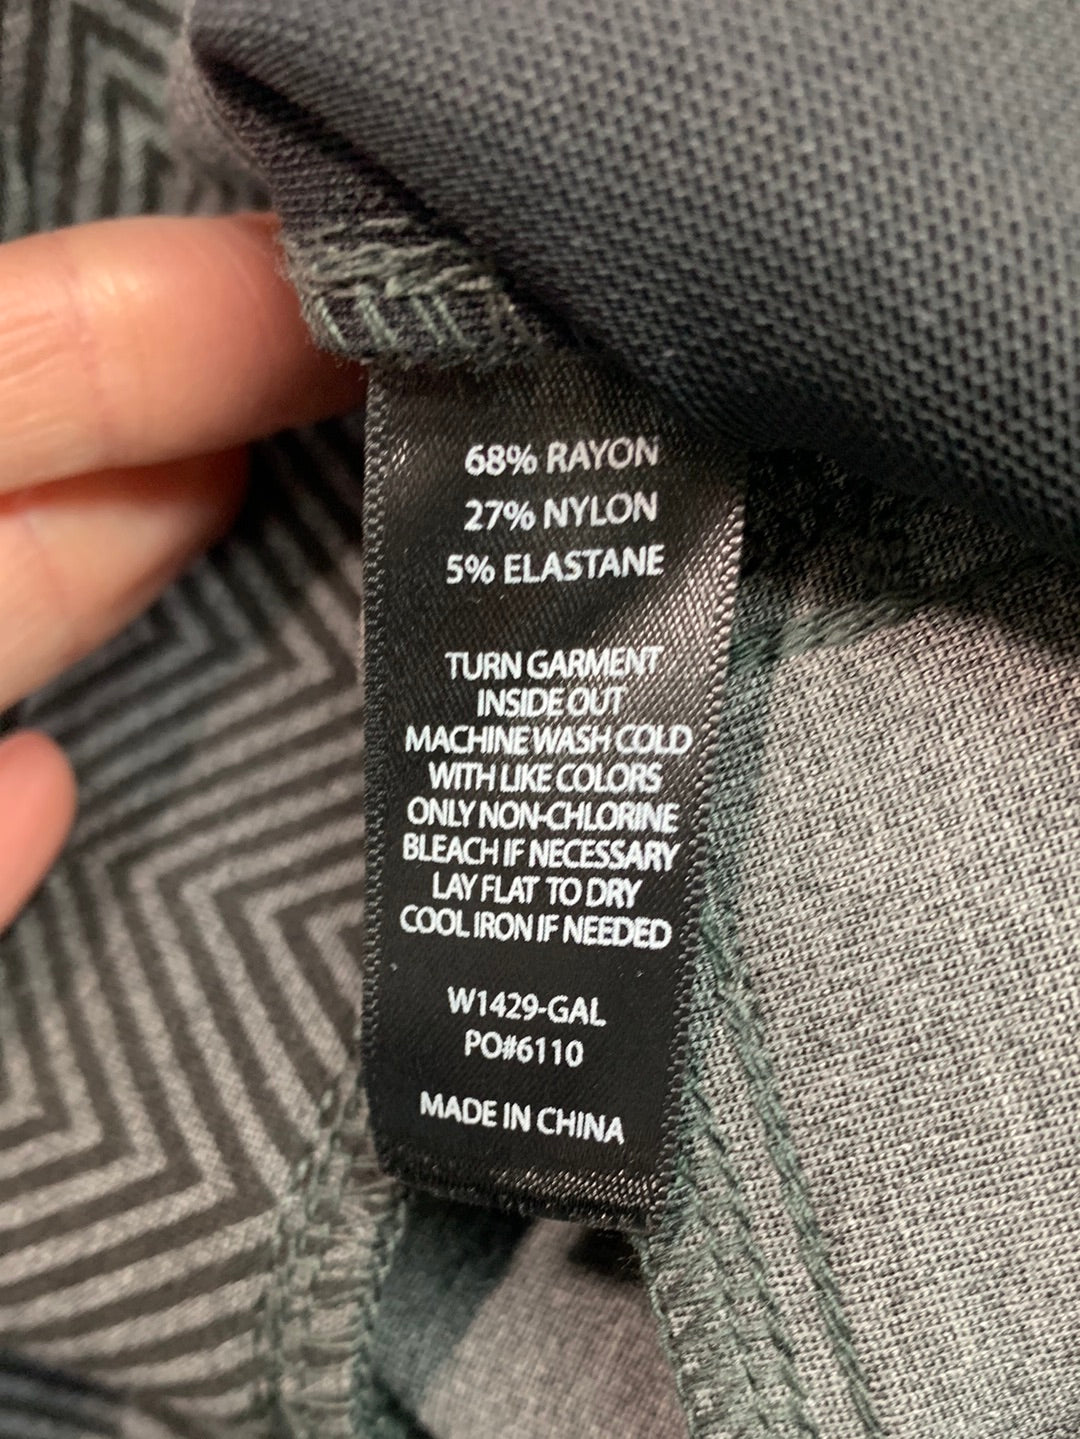 68% RAYON
27% NYLON
5% ELASTANE
TURN GARMENT
INSIDE OUT
MACHINE WASH COLD
WITH LIKE COLORS
ONLY NON-CHLORINE
BLEACH IF NECESSARY
LAY FLAT TO DRY
COOL IRON IF NEEDED
W1429-GAL
PO#6110
MADE IN CHINA